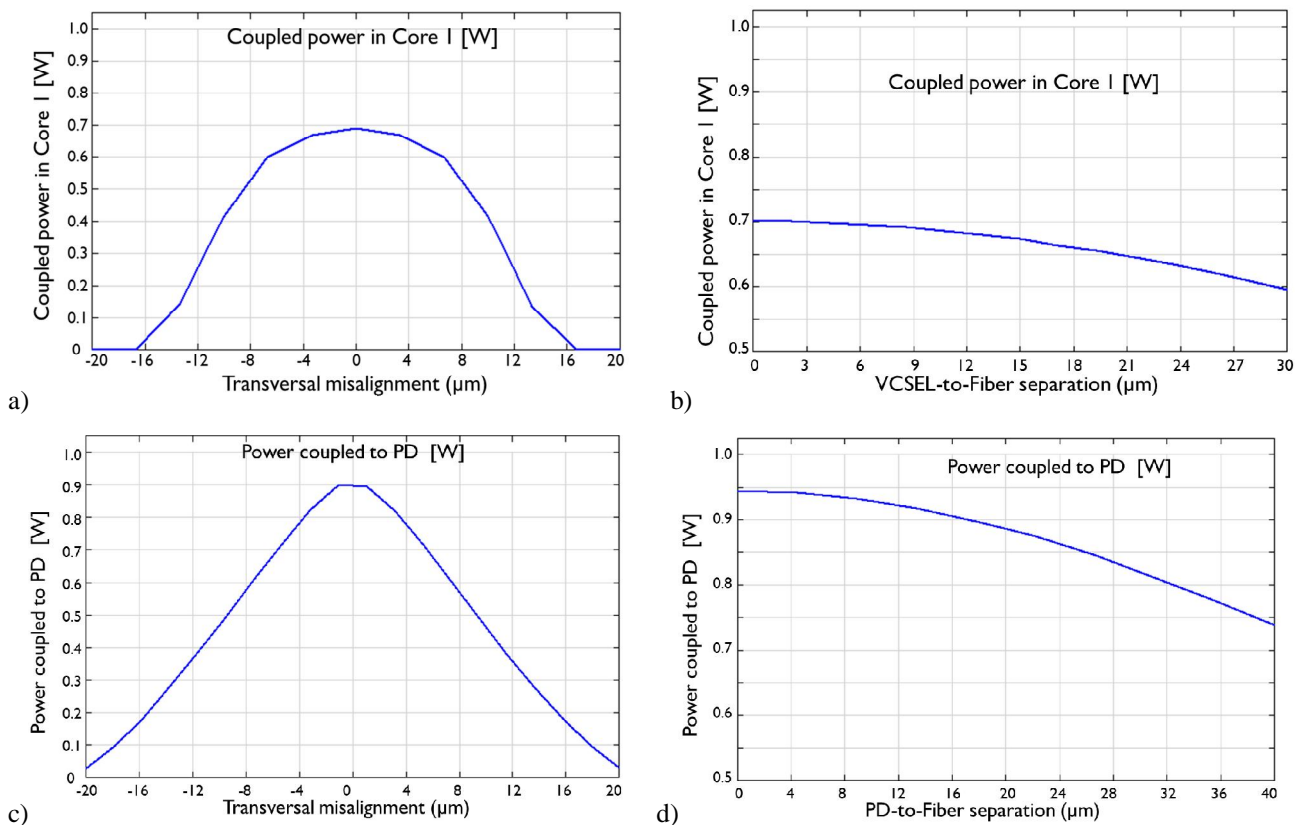 Coupled power in Core 1 [W]
Coupled power in Core 1 [W]
1.0
0.9
0.8
0.7
0.6
0.5
0.4
0.3
0.2
0.1
0
-20 -16 -12 -8 -4 0 4 8 12 16 20
Transversal misalignment (μm)
a)
Coupled power in Core 1 [W]
Coupled power in Core 1 [W]
1.0
0.9
0.8
0.7
0.6
0.5
0 3 6 9 12 15 18 21 24 27 30
VCSEL-to-Fiber separation (μm)
b)
Power coupled to PD [W]
Power coupled to PD [W]
1.0
0.9
0.8
0.7
0.6
0.5
0.4
0.3
0.2
0.1
0
-20 -16 -12 -8 -4 0 4 8 12 16 20
Transversal misalignment (μm)
c)
Power coupled to PD [W]
Power coupled to PD [W]
1.0
0.9
0.8
0.7
0.6
0.5
0 4 8 12 16 20 24 28 32 36 40
PD-to-Fiber separation (μm)
d)